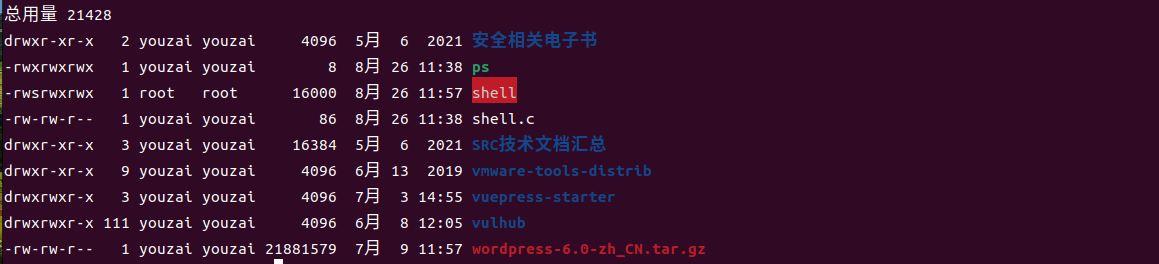 总用量 21428
drwxr-xr-x   2 youzai youzai     4096  5月  6  2021 安全相关电子书
-rwxrwxrwx   1 youzai youzai        8  8月 26 11:38 ps
-rwsrwxrwx   1 root   root      16000  8月 26 11:57 shell
-rw-rw-r--   1 youzai youzai       86  8月 26 11:38 shell.c
drwxr-xr-x   3 youzai youzai    16384  5月  6  2021 SRC技术文档汇总
drwxr-xr-x   9 youzai youzai     4096  6月 13  2019 vmware-tools-distrib
drwxrwxr-x   3 youzai youzai     4096  7月  3 14:55 vuepress-starter
drwxrwxr-x 111 youzai youzai     4096  6月  8 12:05 vulhub
-rw-rw-r--   1 youzai youzai 21881579  7月  9 11:57 wordpress-6.0-zh_CN.tar.gz